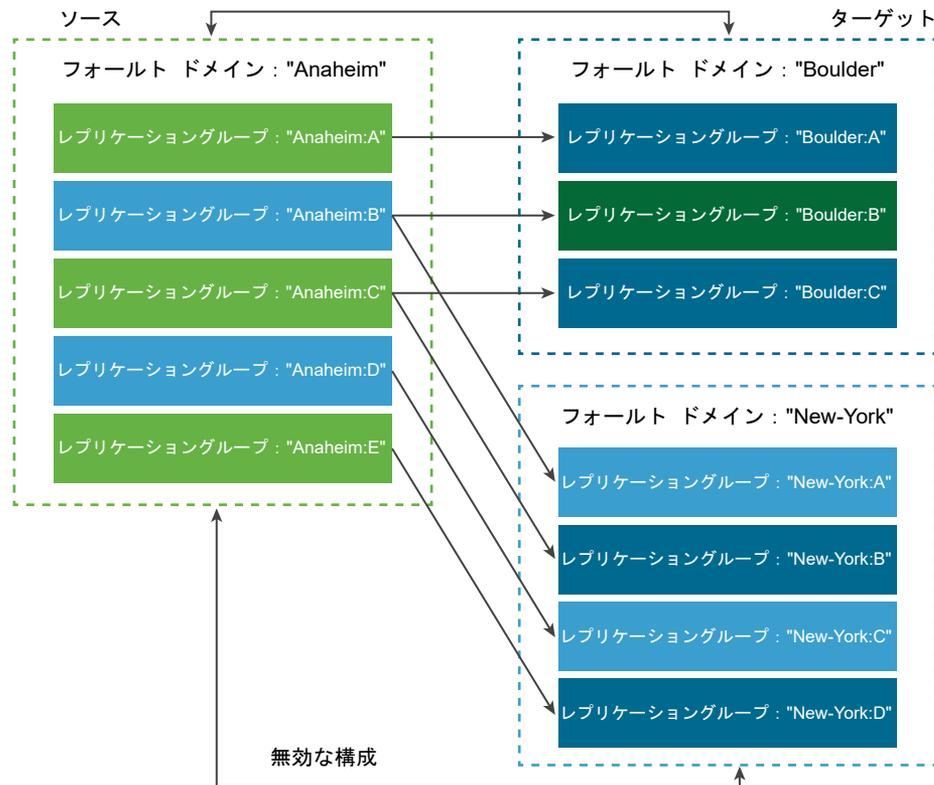 ソース
ターゲット
フォールト ドメイン："Anaheim"
レプリケーショングループ："Anaheim:A"
レプリケーショングループ："Anaheim:B"
レプリケーショングループ："Anaheim:C"
レプリケーショングループ："Anaheim:D"
レプリケーショングループ："Anaheim:E"
フォールト ドメイン："Boulder"
レプリケーショングループ："Boulder:A"
レプリケーショングループ："Boulder:B"
レプリケーショングループ："Boulder:C"
フォールト ドメイン："New-York"
レプリケーショングループ："New-York:A"
レプリケーショングループ："New-York:B"
レプリケーショングループ："New-York:C"
レプリケーショングループ："New-York:D"
無効な構成